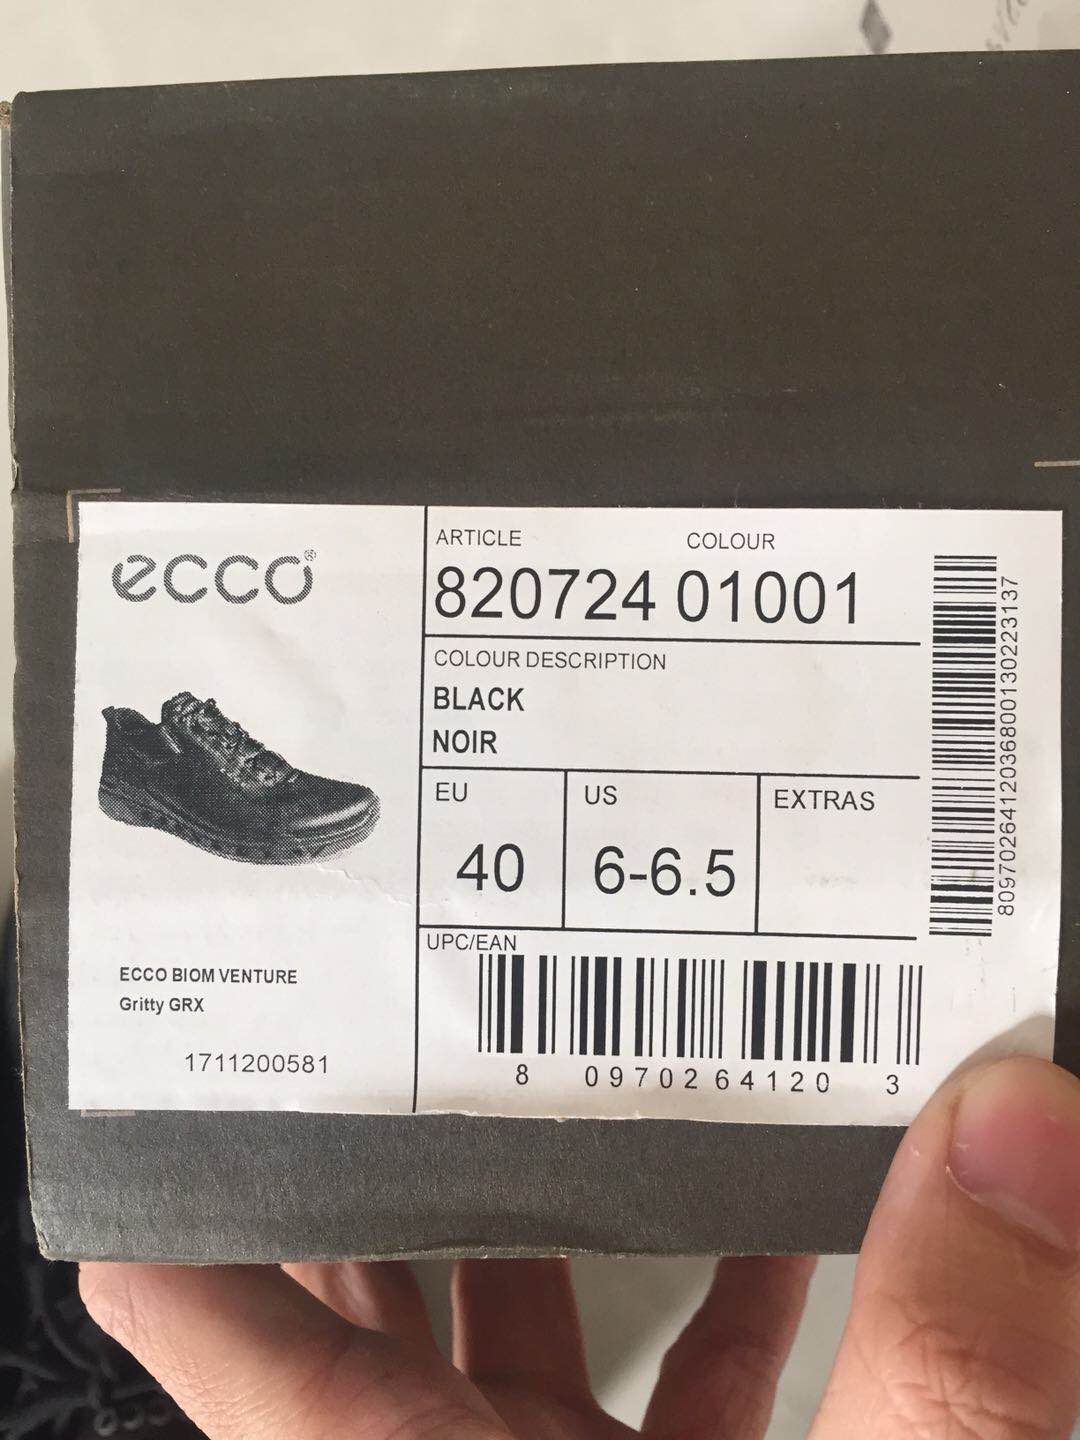 ecco®
ECCO BIOM VENTURE
Gritty GRX
1711200581
ARTICLE COLOUR
820724 01001
COLOUR DESCRIPTION
BLACK
NOIR
EU US EXTRAS
40 6-6.5
UPC/EAN
8 0970264120 3
8097026412036800130223137